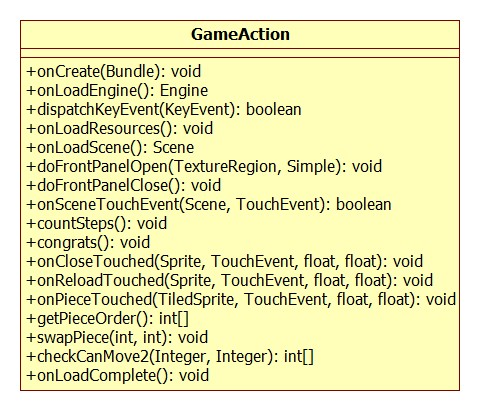 GameAction
+onCreate(Bundle): void
+onLoadEngine(): Engine
+dispatchKeyEvent(KeyEvent): boolean
+onLoadResources(): void
+onLoadScene(): Scene
+doFrontPanelOpen(TextureRegion, Simple): void
+doFrontPanelClose(): void
+onSceneTouchEvent(Scene, TouchEvent): boolean
+countSteps(): void
+congrats(): void
+onCloseTouched(Sprite, TouchEvent, float, float): void
+onReloadTouched(Sprite, TouchEvent, float, float): void
+onPieceTouched(TiledSprite, TouchEvent, float, float): void
+getPieceOrder(): int[]
+swapPiece(int, int): void
+checkCanMove2(Integer, Integer): int[]
+onLoadComplete(): void